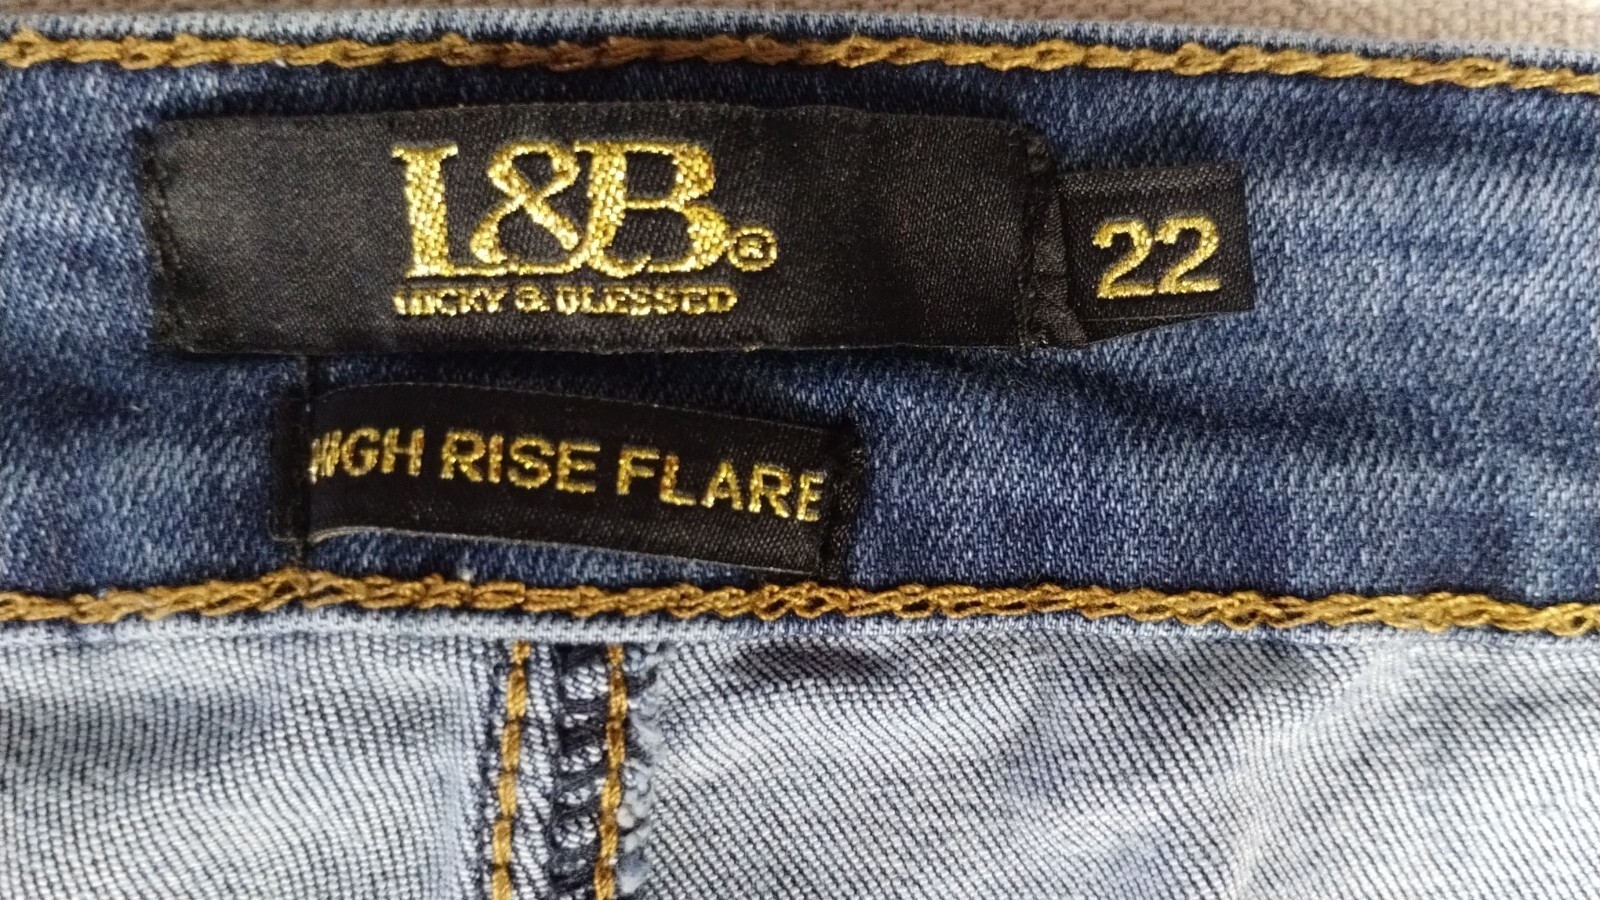 L&B®
LUCKY & BLESSED
22
HIGH RISE FLARE